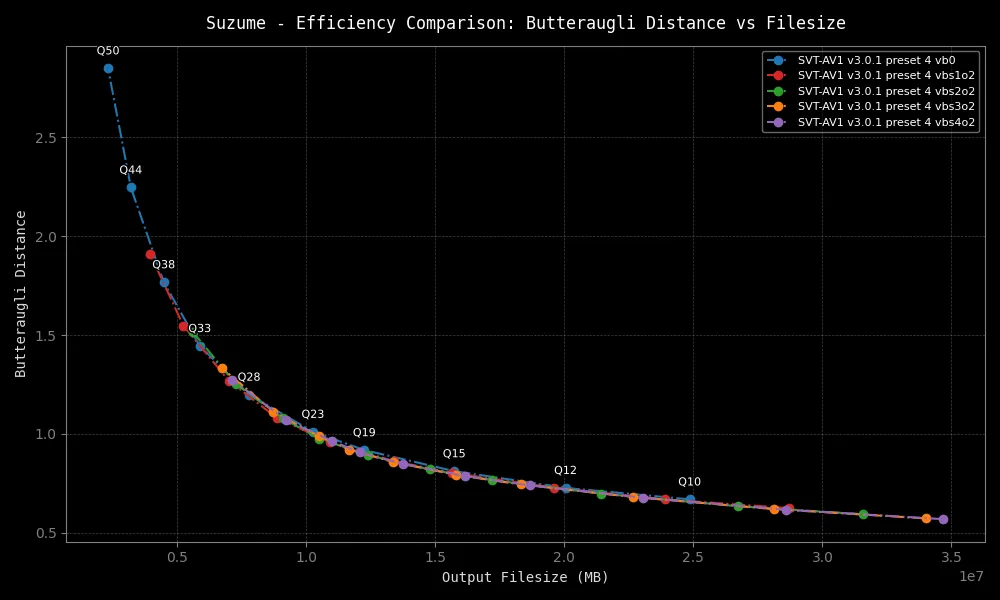 Suzume - Efficiency Comparison: Butteraugli Distance vs Filesize
Q50
Q44
Q38
Q33
Q28
Q23
Q19
Q15
Q12
Q10
SVT-AV1 v3.0.1 preset 4 vb0
SVT-AV1 v3.0.1 preset 4 vbs1o2
SVT-AV1 v3.0.1 preset 4 vbs2o2
SVT-AV1 v3.0.1 preset 4 vbs3o2
SVT-AV1 v3.0.1 preset 4 vbs4o2
Butteraugli Distance
2.5
2.0
1.5
1.0
0.5
0.5 1.0 1.5 2.0 2.5 3.0 3.5
1e7
Output Filesize (MB)